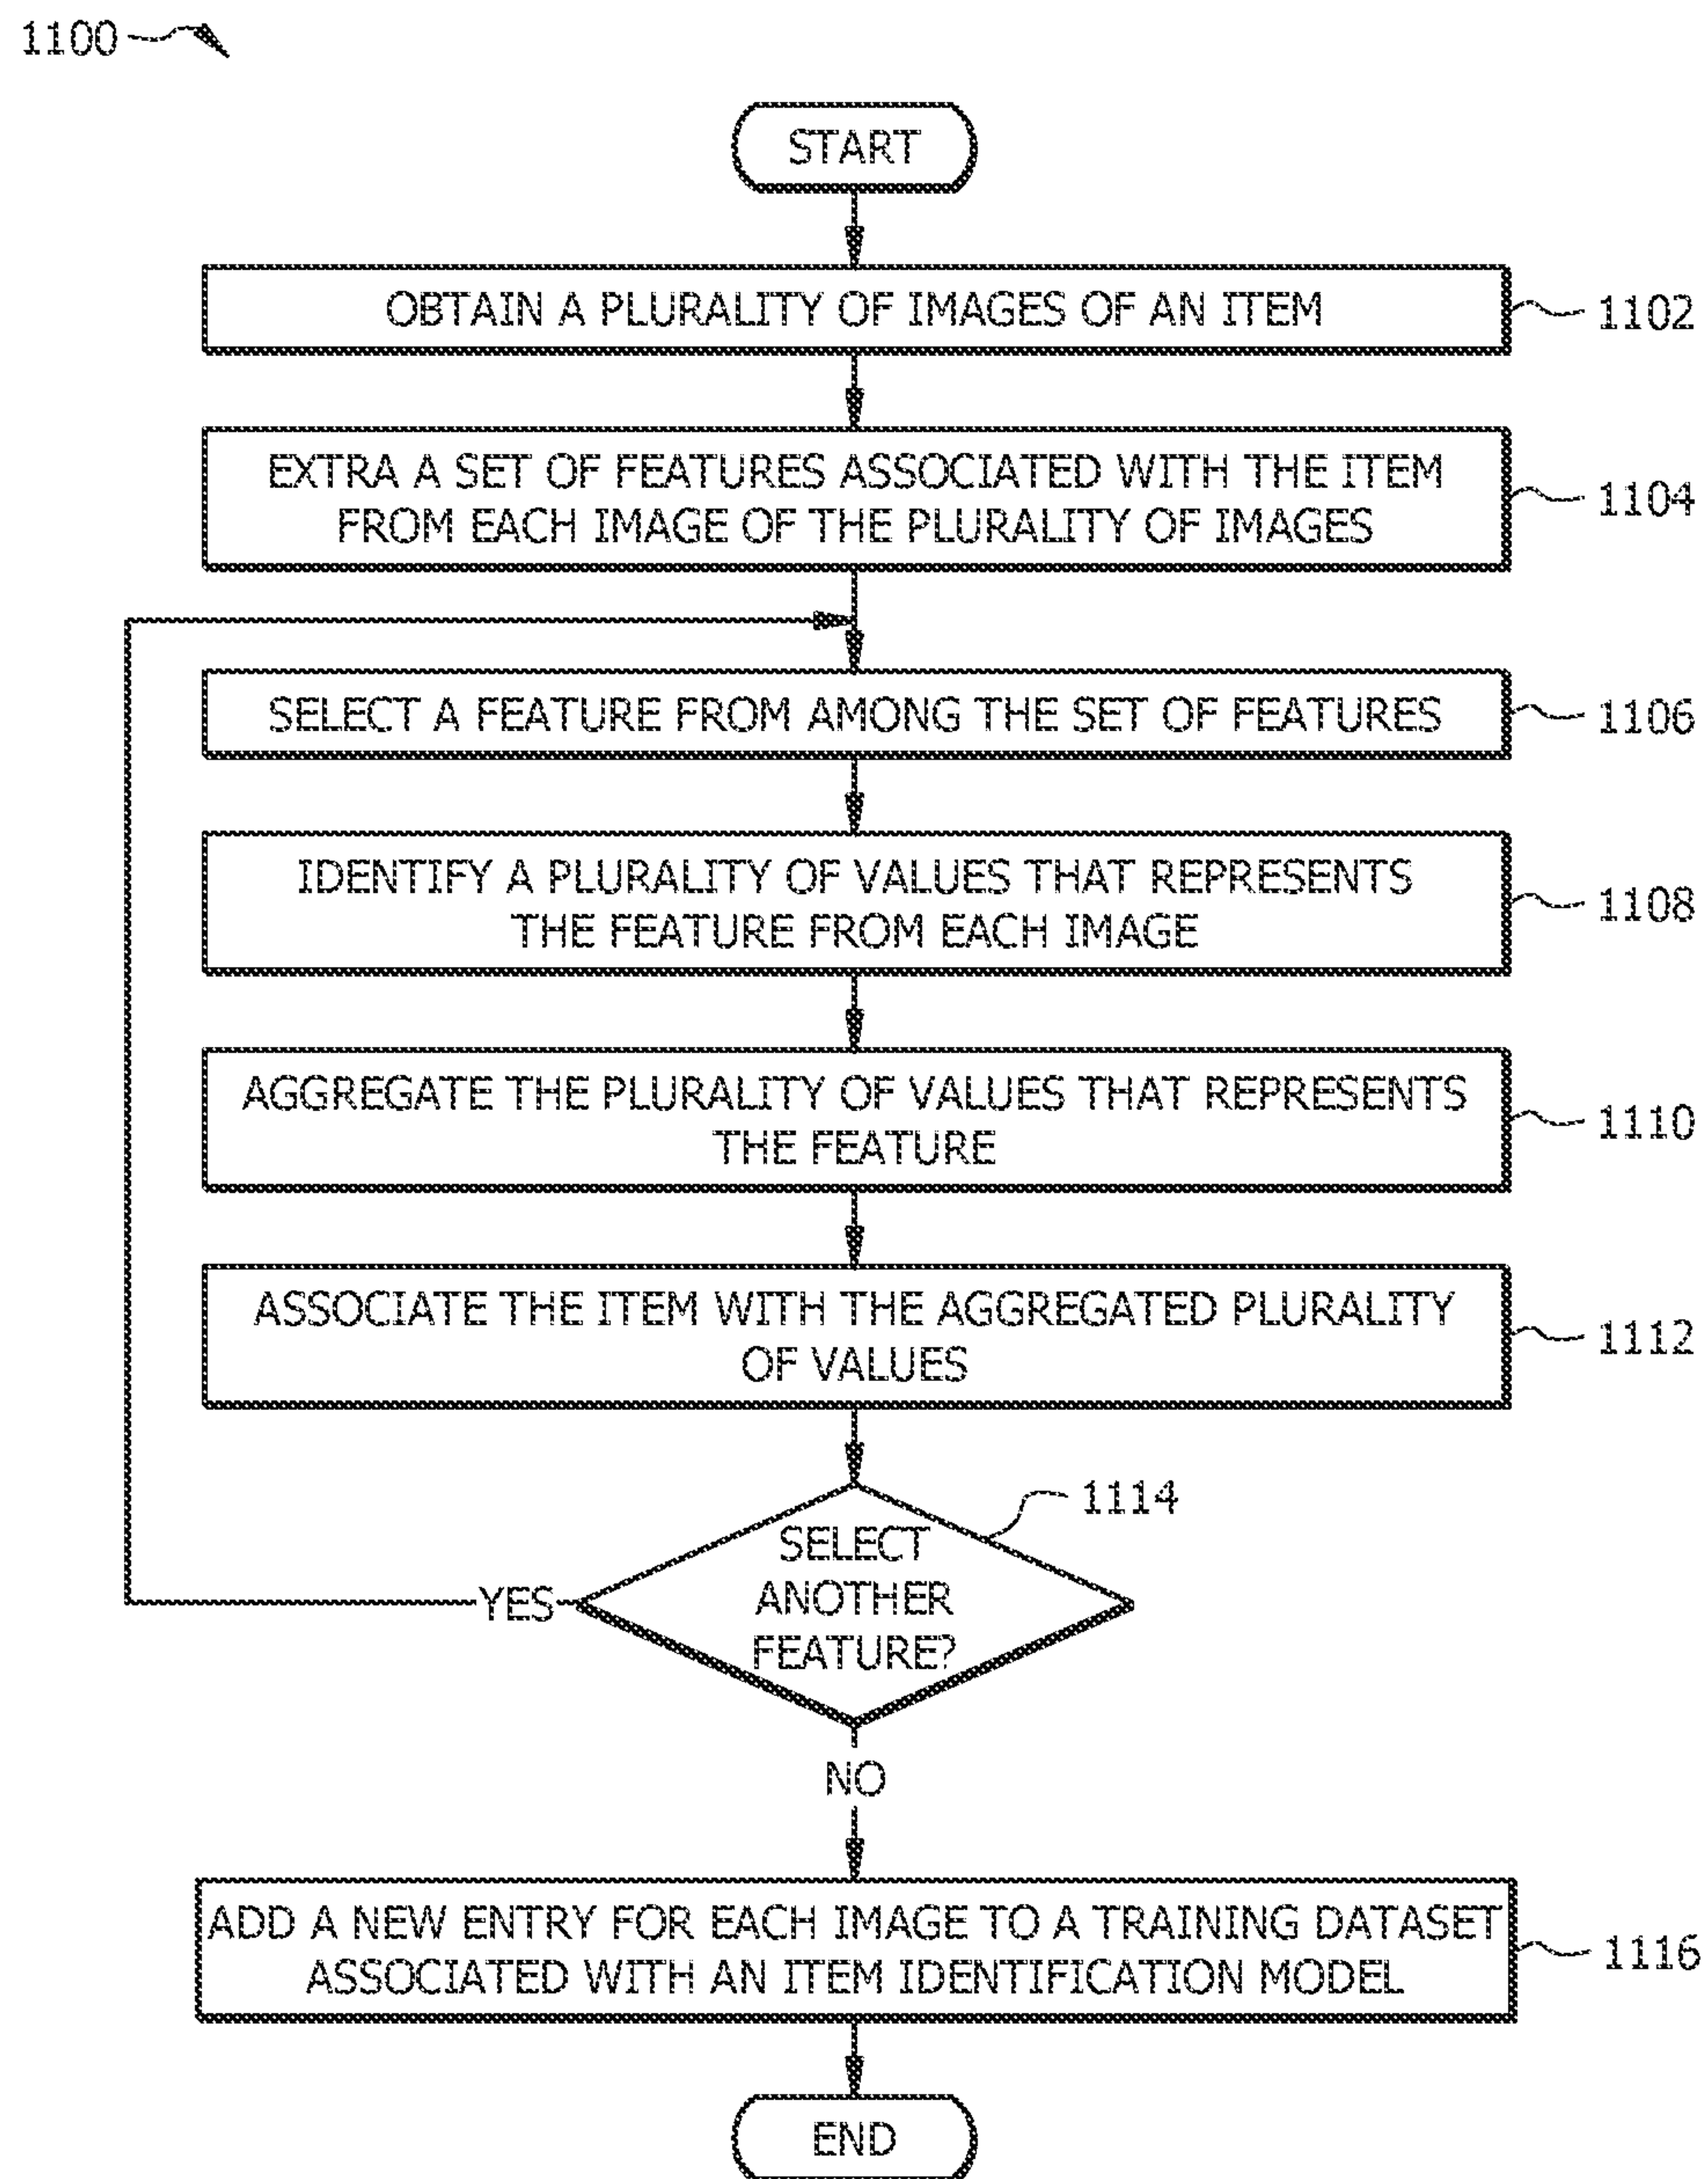 1100
START
OBTAIN A PLURALITY OF IMAGES OF AN ITEM
1102
EXTRA A SET OF FEATURES ASSOCIATED WITH THE ITEM
FROM EACH IMAGE OF THE PLURALITY OF IMAGES
1104
SELECT A FEATURE FROM AMONG THE SET OF FEATURES
1106
IDENTIFY A PLURALITY OF VALUES THAT REPRESENTS
THE FEATURE FROM EACH IMAGE
1108
AGGREGATE THE PLURALITY OF VALUES THAT REPRESENTS
THE FEATURE
1110
ASSOCIATE THE ITEM WITH THE AGGREGATED PLURALITY
OF VALUES
1112
1114
SELECT
ANOTHER
FEATURE?
YES
NO
ADD A NEW ENTRY FOR EACH IMAGE TO A TRAINING DATASET
ASSOCIATED WITH AN ITEM IDENTIFICATION MODEL
1116
END